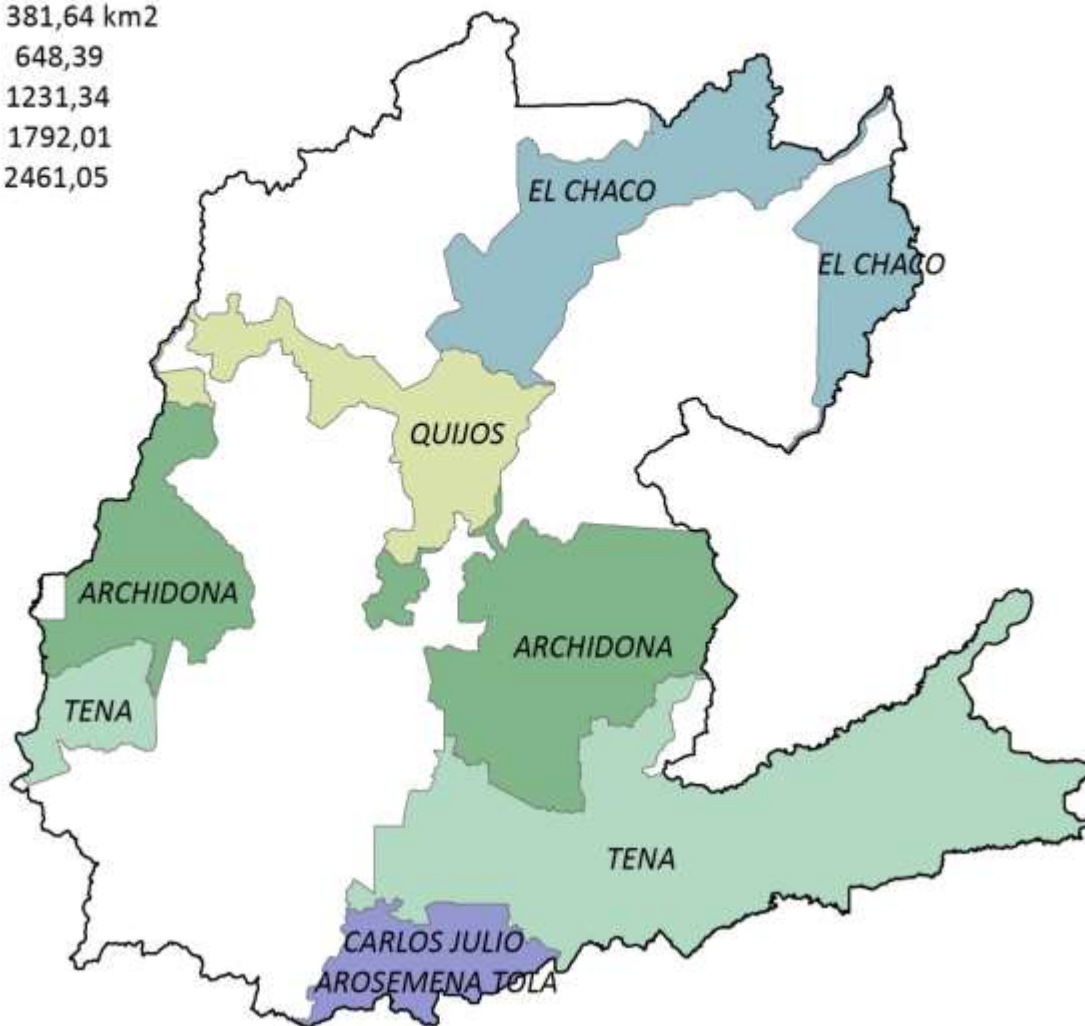 381,64 km2
648,39
1231,34
1792,01
2461,05
EL CHACO
EL CHACO
QUIJOS
ARCHIDONA
ARCHIDONA
TENA
TENA
CARLOS JULIO
AROSEMENA TOLA